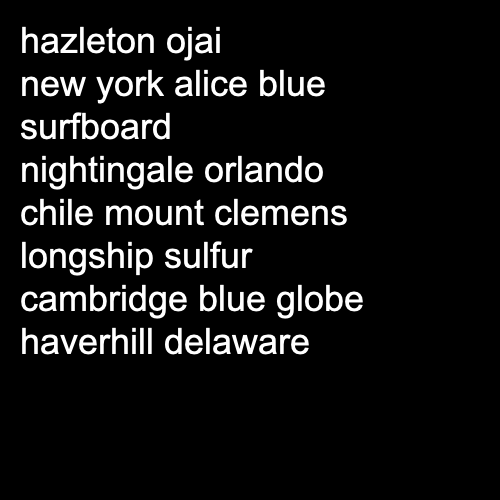 hazleton ojai
new york alice blue
surfboard
nightingale orlando
chile mount clemens
longship sulfur
cambridge blue globe
haverhill delaware